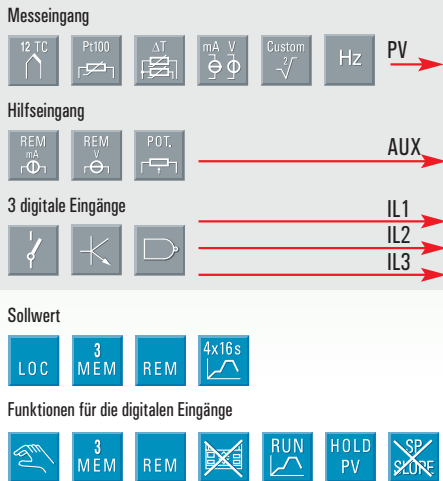 Messeingang
12 TC Pt100 ΔT mA V Custom Hz PV
2/
Hilfseingang
REM mA REM V POT. AUX
3 digitale Eingänge
IL1
IL2
IL3
Sollwert
LOC 3 MEM REM 4x16s
Funktionen für die digitalen Eingänge
3 MEM REM RUN HOLD PV SP SLOPE